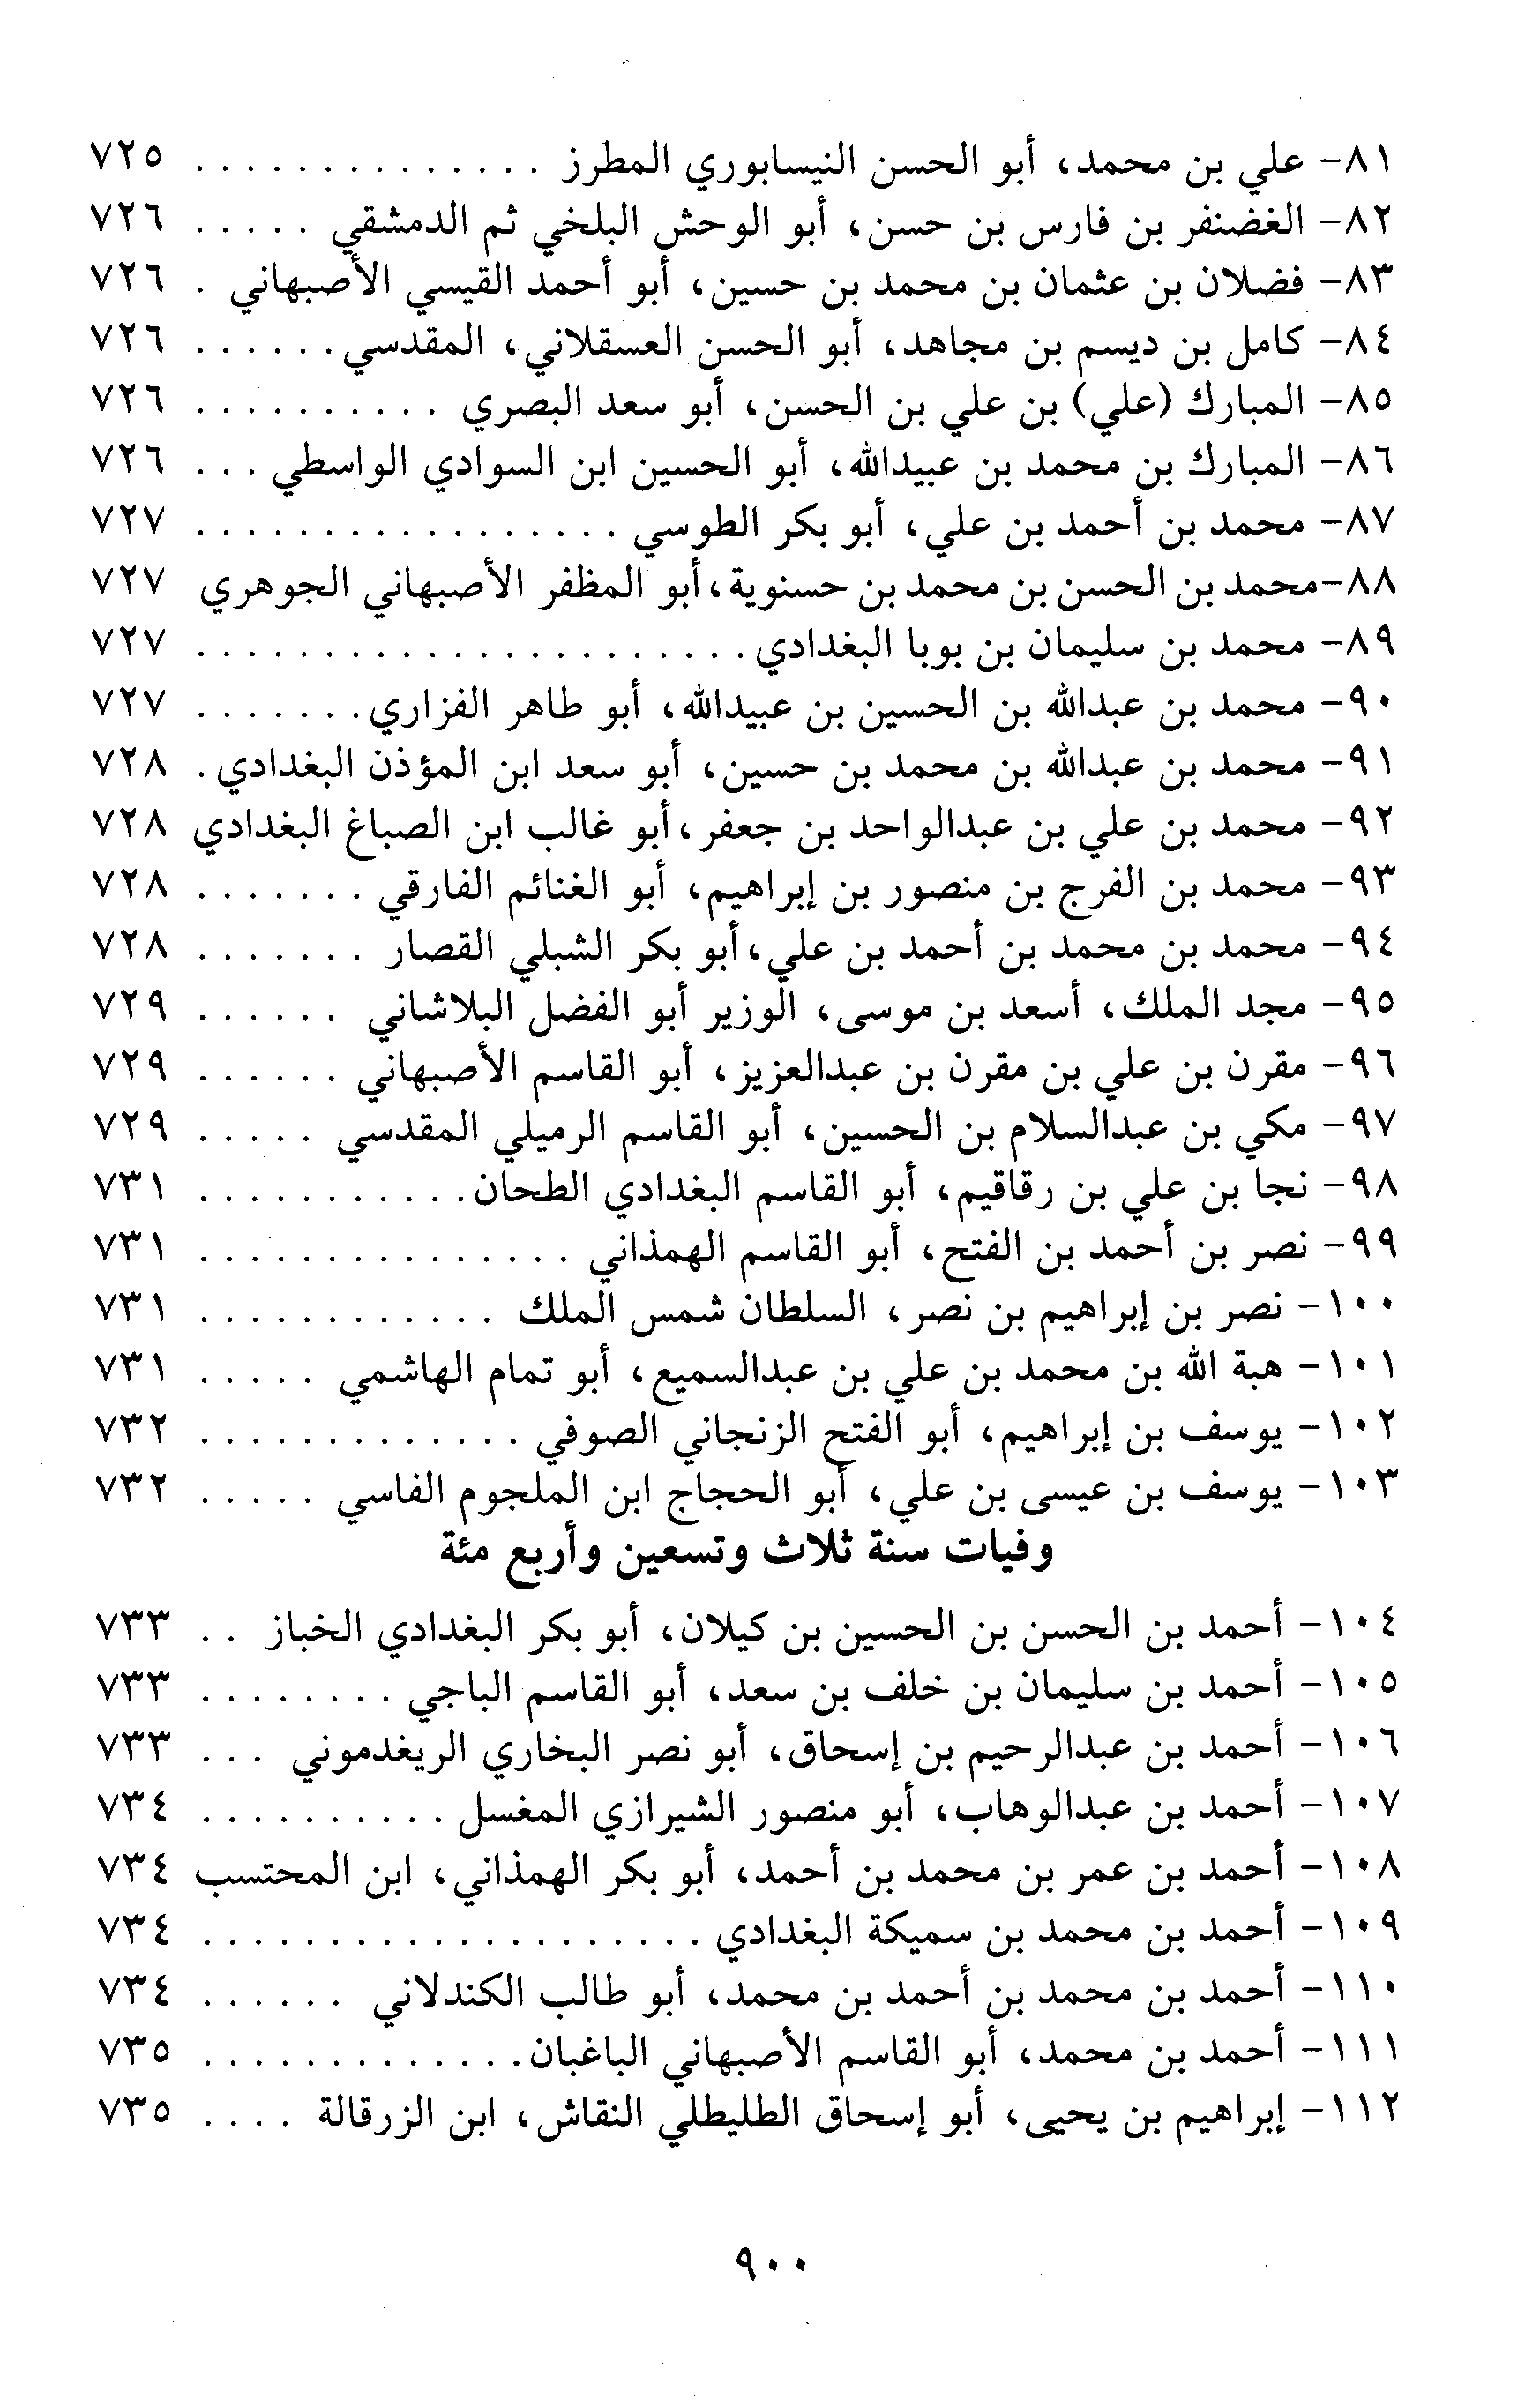 ٨١- علي بن محمد، أبو الحسن النيسابوري المطرز . . . . . . . . . . . . . . ٧٢٥
٨٢- الغضنفر بن فارس بن حسن، أبو الوحش البلخي ثم الدمشقي . . . . . ٧٢٦
٨٣- فضلان بن عثمان بن محمد بن حسين، أبو أحمد القيسي الأصبهاني . ٧٢٦
٨٤- كامل بن ديسم بن مجاهد، أبو الحسن العسقلاني، المقدسي . . . . . . ٧٢٦
٨٥- المبارك (علي) بن علي بن الحسن، أبو سعد البصري . . . . . . . . . . ٧٢٦
٨٦- المبارك بن محمد بن عبيدالله، أبو الحسين ابن السوادي الواسطي . . . ٧٢٦
٨٧- محمد بن أحمد بن علي، أبو بكر الطوسي . . . . . . . . . . . . . . . . . ٧٢٧
٨٨-محمد بن الحسن بن محمد بن حسنوية،أبو المظفر الأصبهاني الجوهري ٧٢٧
٨٩- محمد بن سليمان بن بوبا البغدادي . . . . . . . . . . . . . . . . . . . . . . ٧٢٧
٩٠- محمد بن عبدالله بن الحسين بن عبيدالله، أبو طاهر الفزاري . . . . . . . ٧٢٧
٩١- محمد بن عبدالله بن محمد بن حسين، أبو سعد ابن المؤذن البغدادي . ٧٢٨
٩٢- محمد بن علي بن عبدالواحد بن جعفر،أبو غالب ابن الصباغ البغدادي ٧٢٨
٩٣- محمد بن الفرج بن منصور بن إبراهيم، أبو الغنائم الفارقي . . . . . . . ٧٢٨
٩٤- محمد بن محمد بن أحمد بن علي،أبو بكر الشبلي القصار . . . . . . . ٧٢٨
٩٥- مجد الملك، أسعد بن موسى، الوزير أبو الفضل البلاشاني . . . . . . ٧٢٩
٩٦- مقرن بن علي بن مقرن بن عبدالعزيز، أبو القاسم الأصبهاني . . . . . . ٧٢٩
٩٧- مكي بن عبدالسلام بن الحسين، أبو القاسم الرميلي المقدسي . . . . . ٧٢٩
٩٨- نجا بن علي بن رقاقيم، أبو القاسم البغدادي الطحان . . . . . . . . . . . ٧٣١
٩٩- نصر بن أحمد بن الفتح، أبو القاسم الهمذاني . . . . . . . . . . . . . . . ٧٣١
١٠٠- نصر بن إبراهيم بن نصر، السلطان شمس الملك . . . . . . . . . . . . ٧٣١
١٠١- هبة الله بن محمد بن علي بن عبدالسميع، أبو تمام الهاشمي . . . . . ٧٣١
١٠٢- يوسف بن إبراهيم، أبو الفتح الزنجاني الصوفي . . . . . . . . . . . . . ٧٣٢
١٠٣- يوسف بن عيسى بن علي، أبو الحجاج ابن الملجوم الفاسي . . . . . ٧٣٢
وفيات سنة ثلاث وتسعين وأربع مئة
١٠٤- أحمد بن الحسن بن الحسين بن كيلان، أبو بكر البغدادي الخباز . . ٧٣٣
١٠٥- أحمد بن سليمان بن خلف بن سعد، أبو القاسم الباجي . . . . . . . . ٧٣٣
١٠٦- أحمد بن عبدالرحيم بن إسحاق، أبو نصر البخاري الريغدموني . . . ٧٣٣
١٠٧- أحمد بن عبدالوهاب، أبو منصور الشيرازي المغسل . . . . . . . . . . ٧٣٤
١٠٨- أحمد بن عمر بن محمد بن أحمد، أبو بكر الهمذاني، ابن المحتسب ٧٣٤
١٠٩- أحمد بن محمد بن سميكة البغدادي . . . . . . . . . . . . . . . . . . . . ٧٣٤
١١٠- أحمد بن محمد بن أحمد بن محمد، أبو طالب الكندلاني . . . . . . ٧٣٤
١١١- أحمد بن محمد، أبو القاسم الأصبهاني الباغبان . . . . . . . . . . . . . ٧٣٥
١١٢- إبراهيم بن يحيى، أبو إسحاق الطليطلي النقاش، ابن الزرقالة . . . . ٧٣٥
٩٠٠